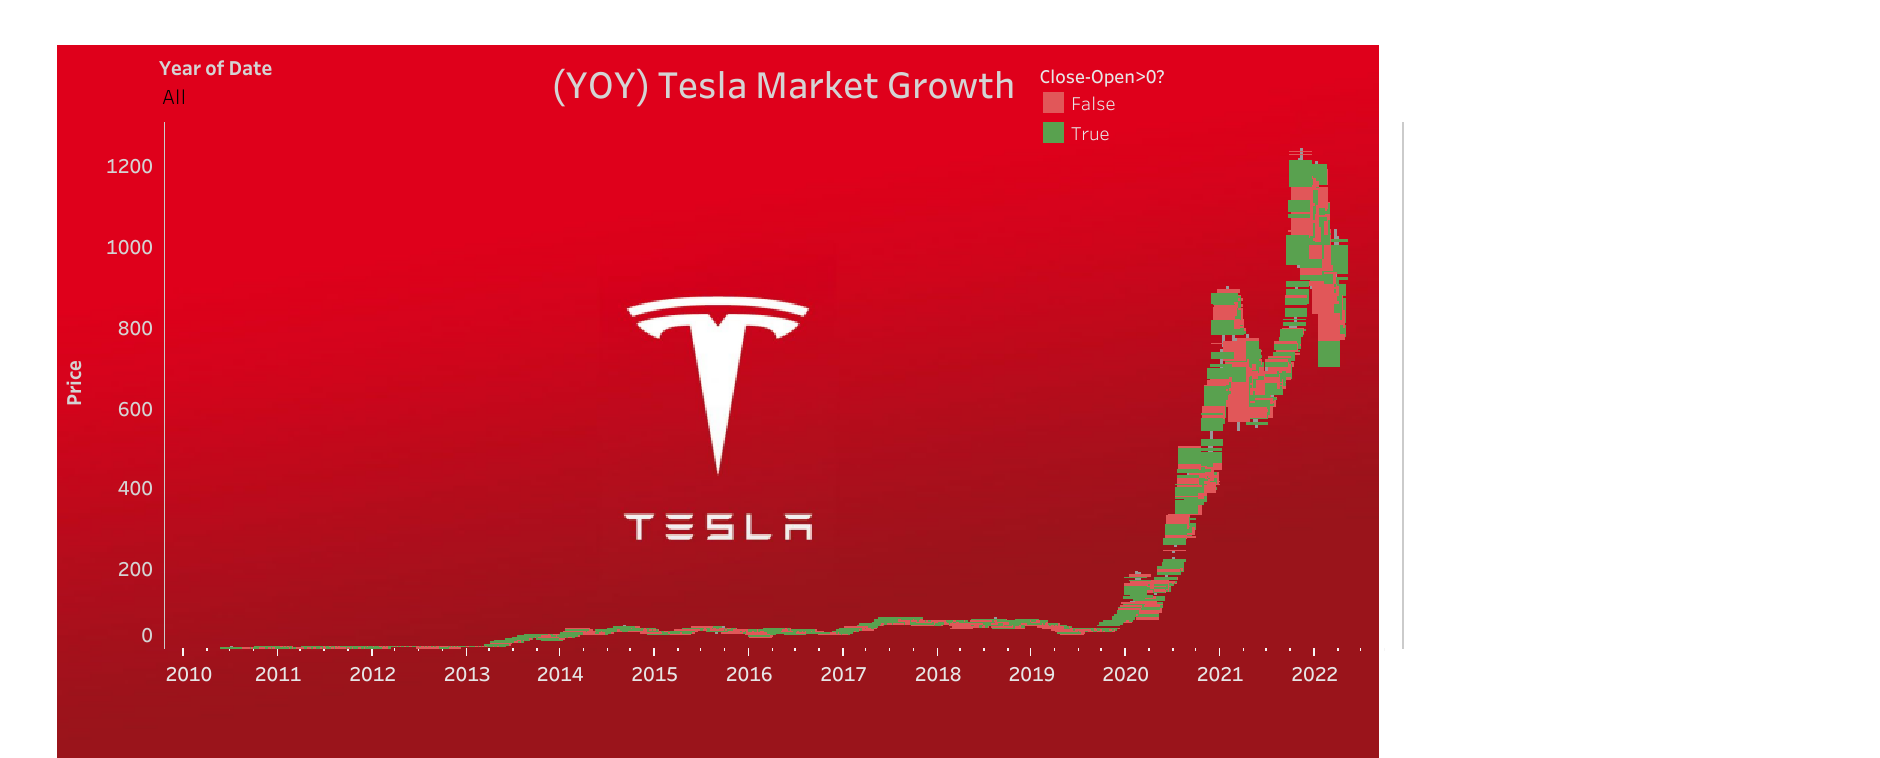 Year of Date
All
(YOY) Tesla Market Growth
Close-Open>0?
False
True
1200
1000
800
600
400
200
0
Price
TESLA
2010 2011 2012 2013 2014 2015 2016 2017 2018 2019 2020 2021 2022